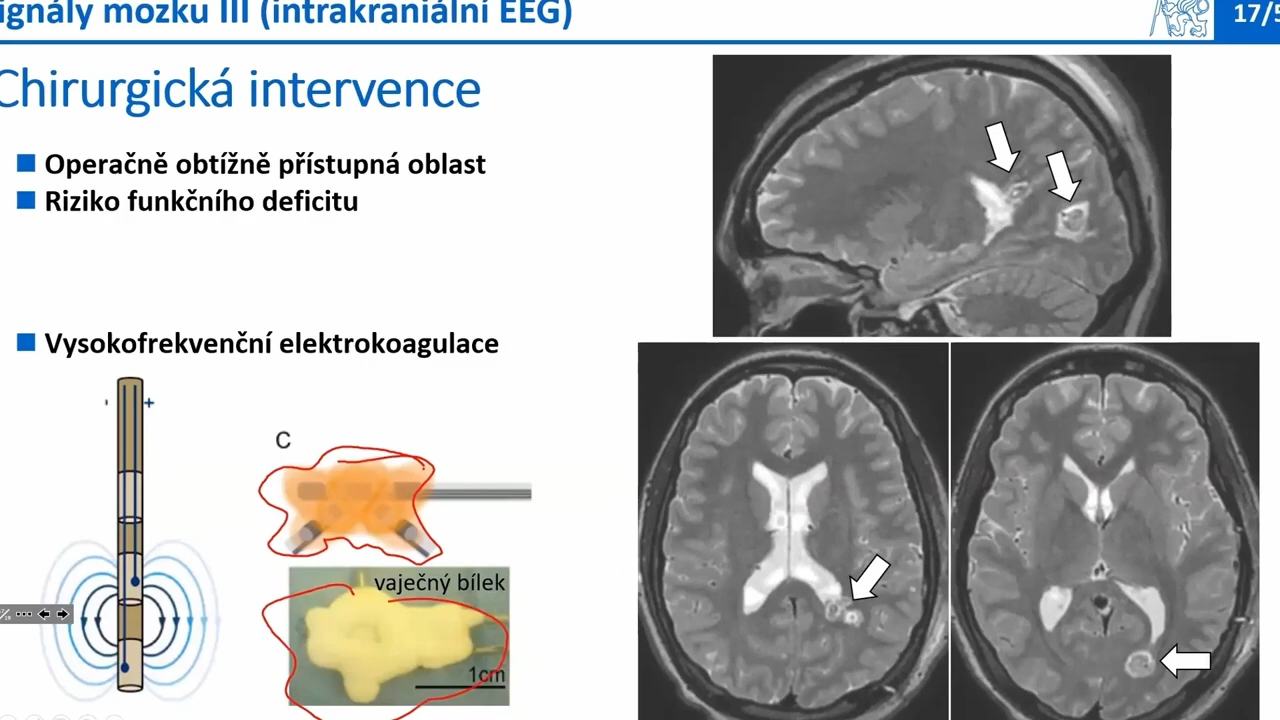 ignály mozku III (intrakraniální EEG)
17/5
Chirurgická intervence
Operačně obtížně přístupná oblast
Riziko funkčního deficitu
Vysokofrekvenční elektrokoagulace
+
C
vaječný bílek
1cm